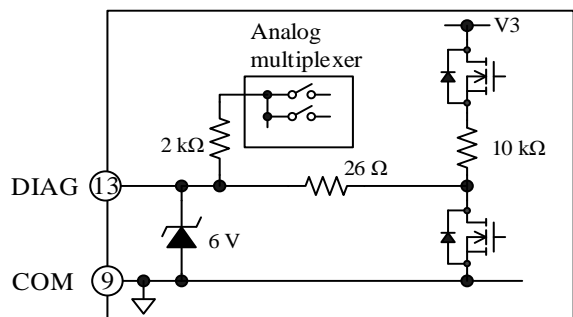 V3
Analog
multiplexer
2 kΩ
10 kΩ
26 Ω
DIAG 13
6 V
COM 9